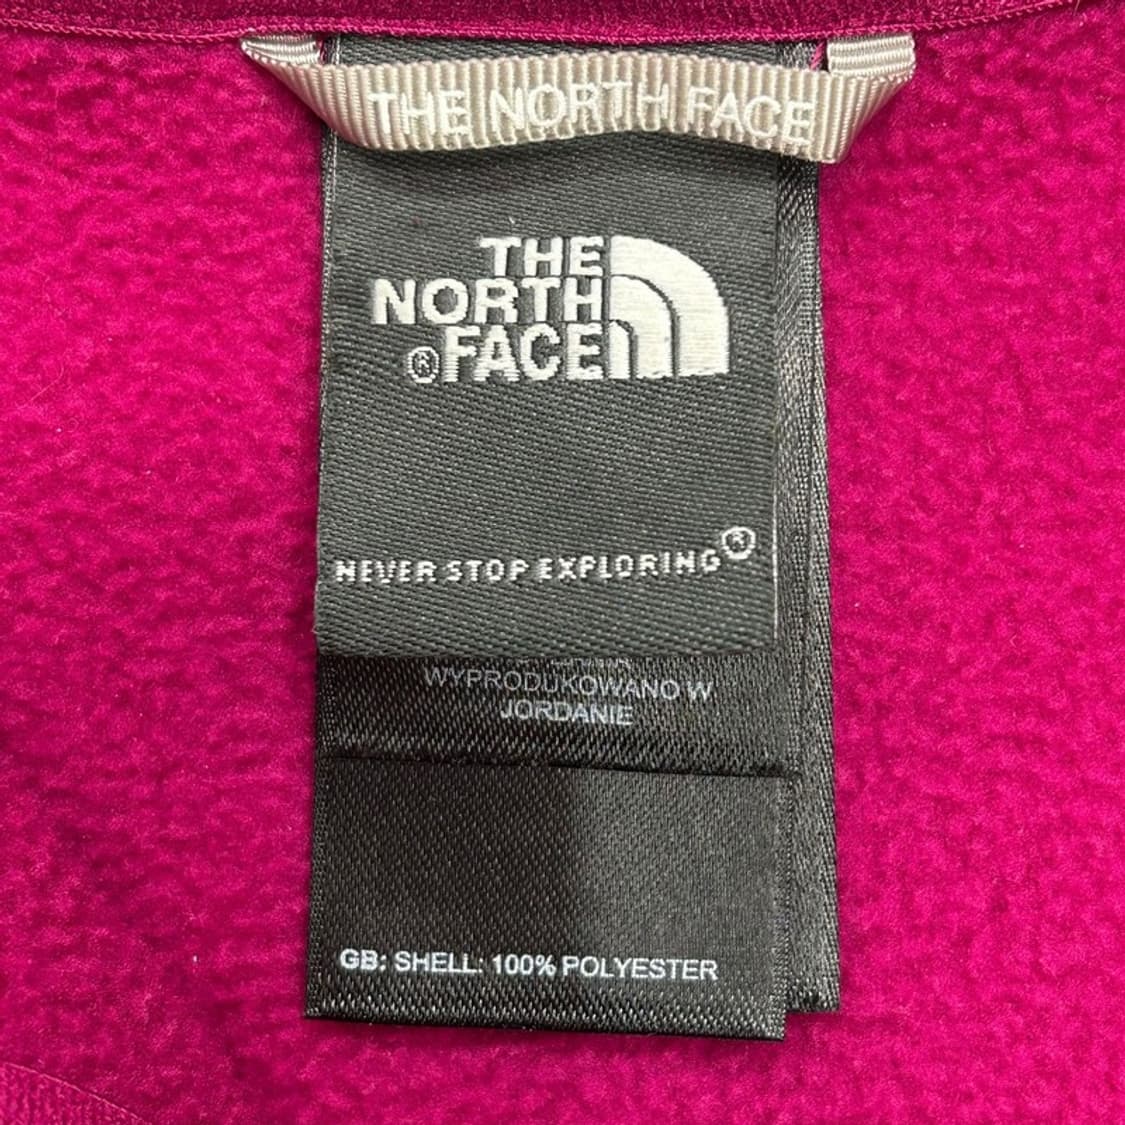 THE NORTH FACE
THE
NORTH
®FACE
NEVER STOP EXPLORING®
WYPRODUKOWANO W
JORDANIE
GB: SHELL: 100% POLYESTER